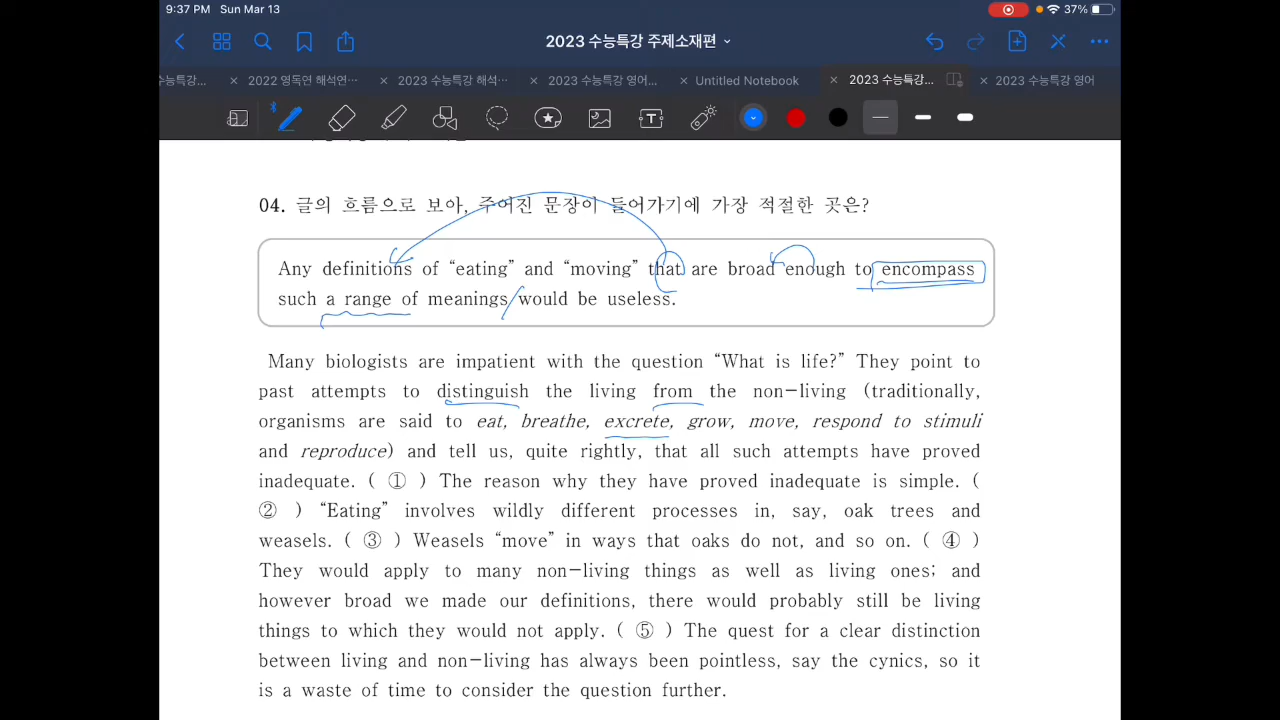 9:37 PM Sun Mar 13
37%
2023 수능특강 주제소재편
수능특강...
2022 영독연 해석연...
2023 수능특강 해석...
2023 수능특강 영어...
Untitled Notebook
2023 수능특강...
2023 수능특강 영어
04. 글의 흐름으로 보아, 주어진 문장이 들어가기에 가장 적절한 곳은?
Any definitions of “eating” and “moving” that are broad enough to encompass
such a range of meanings would be useless.
Many biologists are impatient with the question “What is life?” They point to
past attempts to distinguish the living from the non-living (traditionally,
organisms are said to eat, breathe, excrete, grow, move, respond to stimuli
and reproduce) and tell us, quite rightly, that all such attempts have proved
inadequate. ( ① ) The reason why they have proved inadequate is simple. (
② ) “Eating” involves wildly different processes in, say, oak trees and
weasels. ( ③ ) Weasels “move” in ways that oaks do not, and so on. ( ④ )
They would apply to many non-living things as well as living ones; and
however broad we made our definitions, there would probably still be living
things to which they would not apply. ( ⑤ ) The quest for a clear distinction
between living and non-living has always been pointless, say the cynics, so it
is a waste of time to consider the question further.